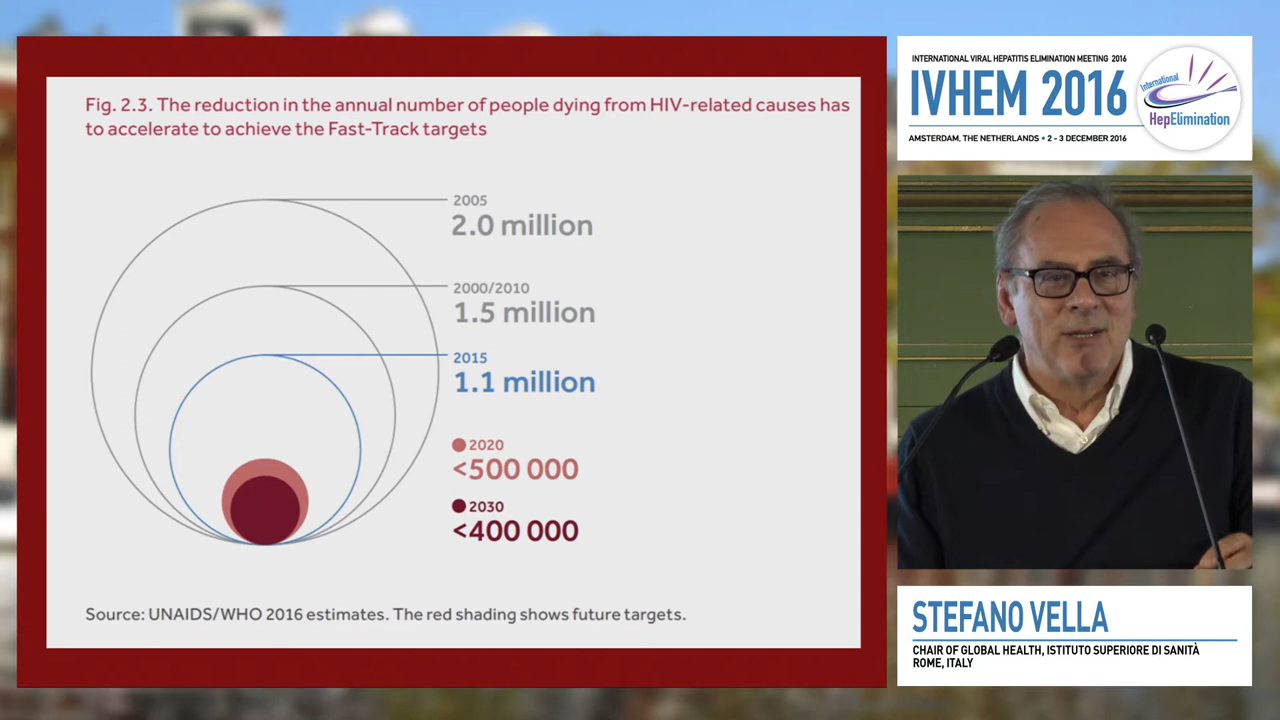 Fig. 2.3. The reduction in the annual number of people dying from HIV-related causes has
to accelerate to achieve the Fast-Track targets
2005
2.0 million
2000/2010
1.5 million
2015
1.1 million
2020
<500 000
2030
<400 000
Source: UNAIDS/WHO 2016 estimates. The red shading shows future targets.
INTERNATIONAL VIRAL HEPATITIS ELIMINATION MEETING 2016
IVHEM 2016
AMSTERDAM, THE NETHERLANDS • 2 - 3 DECEMBER 2016
International
HepElimination
STEFANO VELLA
CHAIR OF GLOBAL HEALTH, ISTITUTO SUPERIORE DI SANITÀ
ROME, ITALY